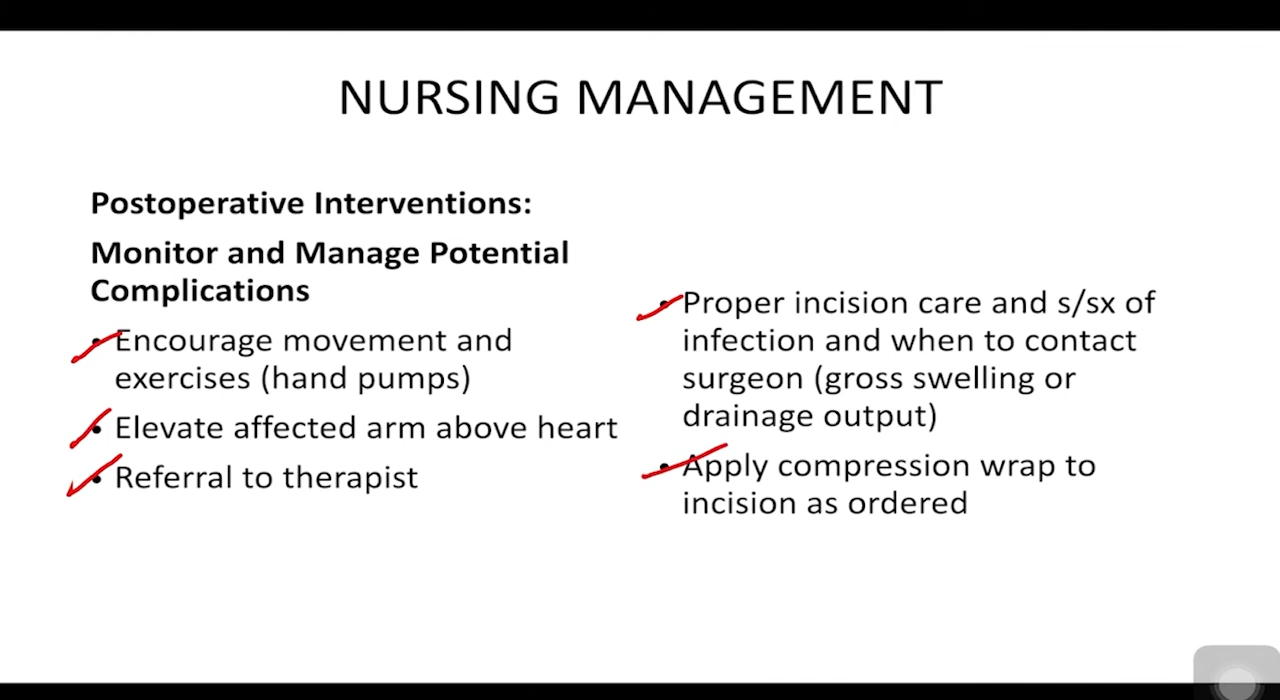 NURSING MANAGEMENT
Postoperative Interventions:
Monitor and Manage Potential
Complications
• Encourage movement and
exercises (hand pumps)
• Elevate affected arm above heart
• Referral to therapist
• Proper incision care and s/sx of
infection and when to contact
surgeon (gross swelling or
drainage output)
• Apply compression wrap to
incision as ordered